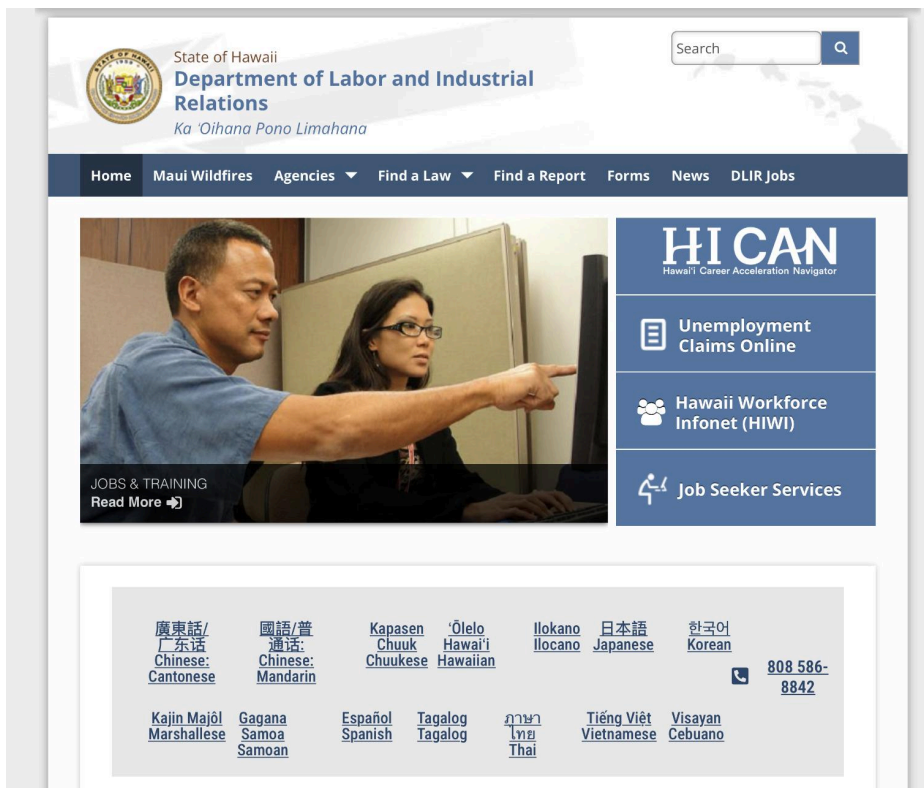 State of Hawaii
Department of Labor and Industrial
Relations
Ka ʻOihana Pono Limahana
Search
Home Maui Wildfires Agencies Find a Law Find a Report Forms News DLIR Jobs
HI CAN
Hawaiʻi Career Acceleration Navigator
Unemployment
Claims Online
Hawaii Workforce
Infonet (HIWI)
Job Seeker Services
JOBS & TRAINING
Read More
廣東話/
广东话
Chinese:
Cantonese
國語/普
通话:
Chinese:
Mandarin
Kapasen
Chuuk
Chuukese
ʻŌlelo
Hawaiʻi
Hawaiian
Ilokano
Ilocano
日本語
Japanese
한국어
Korean
808 586-
8842
Kajin Majôl
Marshallese
Gagana
Samoa
Samoan
Español
Spanish
Tagalog
Tagalog
ภาษา
ไทย
Thai
Tiếng Việt
Vietnamese
Visayan
Cebuano